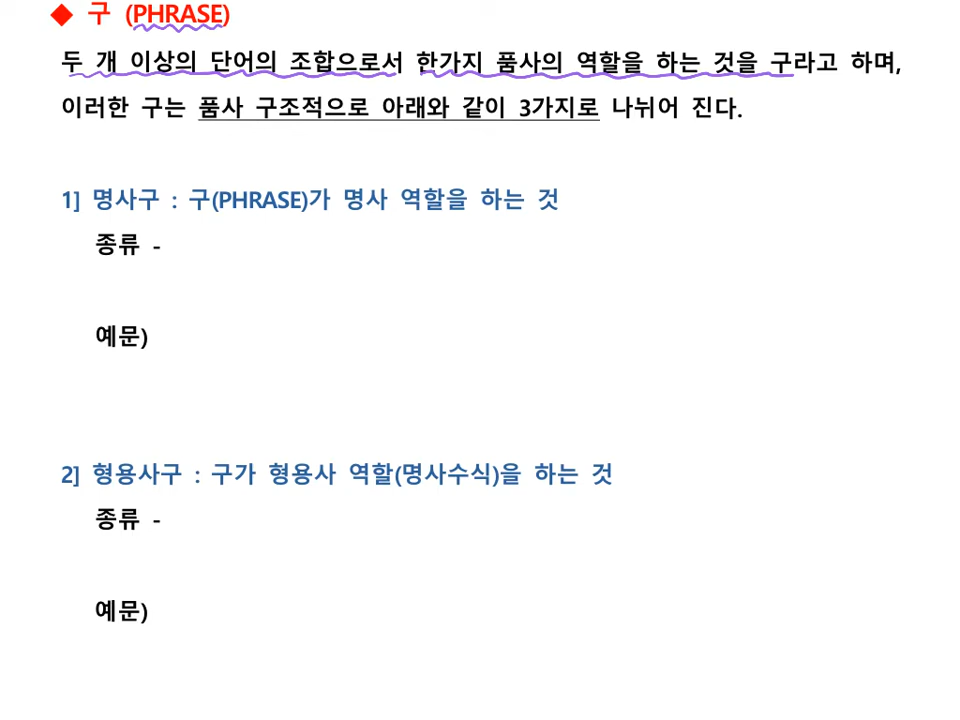 ◆ 구 (PHRASE)
두 개 이상의 단어의 조합으로서 한가지 품사의 역할을 하는 것을 구라고 하며,
이러한 구는 품사 구조적으로 아래와 같이 3가지로 나뉘어 진다.
1] 명사구 : 구(PHRASE)가 명사 역할을 하는 것
종류 -
예문)
2] 형용사구 : 구가 형용사 역할(명사수식)을 하는 것
종류 -
예문)